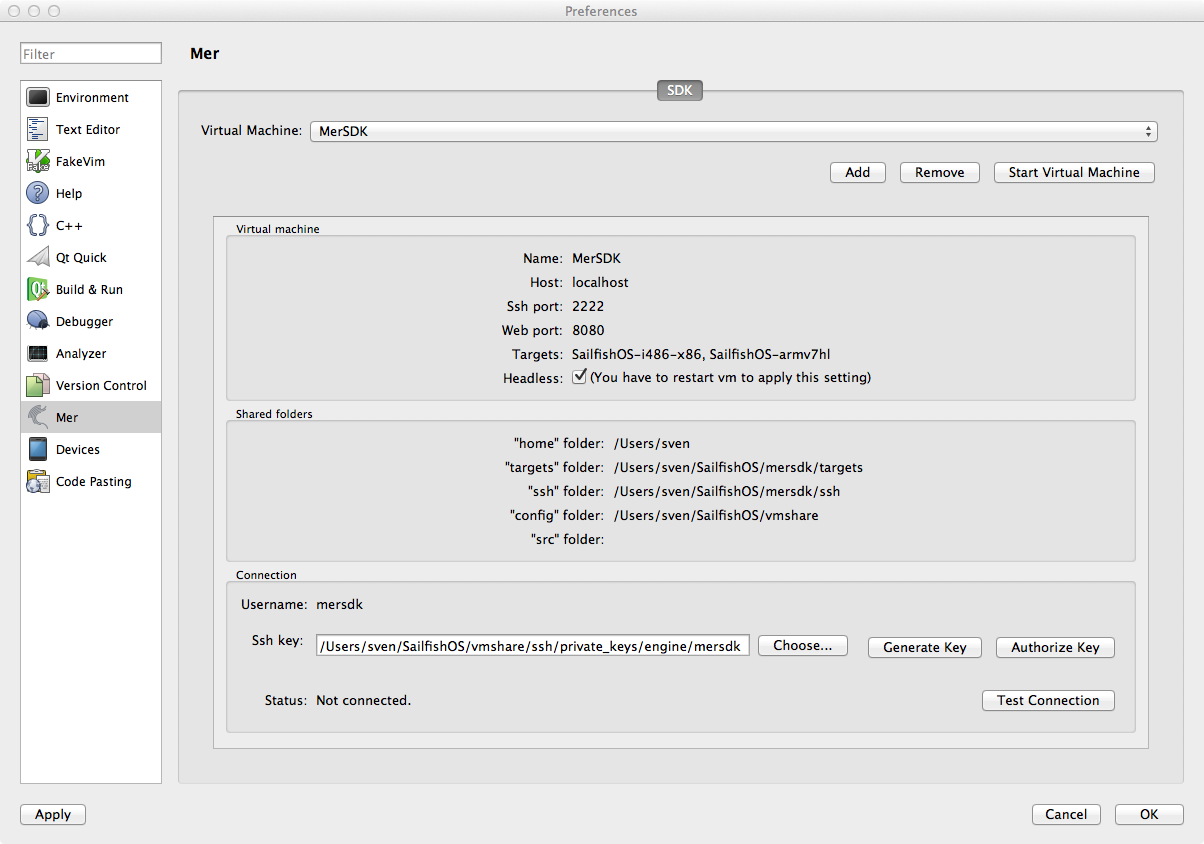 Preferences
Filter
Mer
Environment
Text Editor
FakeVim
Help
C++
Qt Quick
Build & Run
Debugger
Analyzer
Version Control
Mer
Devices
Code Pasting
SDK
Virtual Machine: MerSDK
Add Remove Start Virtual Machine
Virtual machine
Name: MerSDK
Host: localhost
Ssh port: 2222
Web port: 8080
Targets: SailfishOS-i486-x86, SailfishOS-armv7hl
Headless: (You have to restart vm to apply this setting)
Shared folders
"home" folder: /Users/sven
"targets" folder: /Users/sven/SailfishOS/mersdk/targets
"ssh" folder: /Users/sven/SailfishOS/mersdk/ssh
"config" folder: /Users/sven/SailfishOS/vmshare
"src" folder:
Connection
Username: mersdk
Ssh key: /Users/sven/SailfishOS/vmshare/ssh/private_keys/engine/mersdk Choose... Generate Key Authorize Key
Status: Not connected. Test Connection
Apply Cancel OK